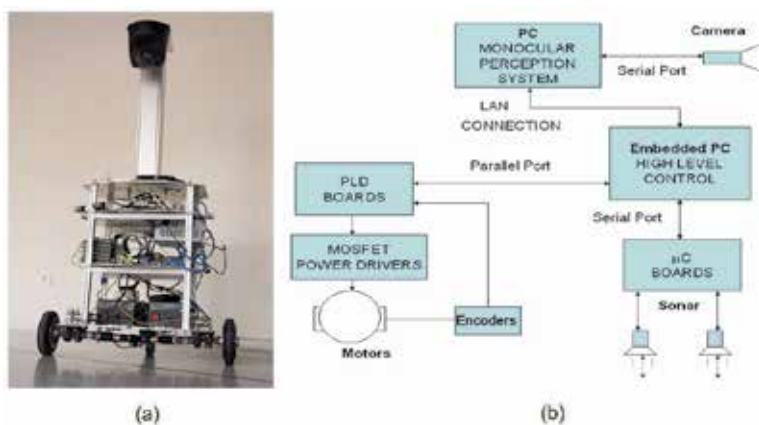 PC
MONOCULAR
PERCEPTION
SYSTEM
Camera
Serial Port
LAN
CONNECTION
Embedded PC
HIGH LEVEL
CONTROL
Parallel Port
PLD
BOARDS
Serial Port
MOSFET
POWER DRIVERS
µC
BOARDS
Sonar
Encoders
Motors
(a)
(b)